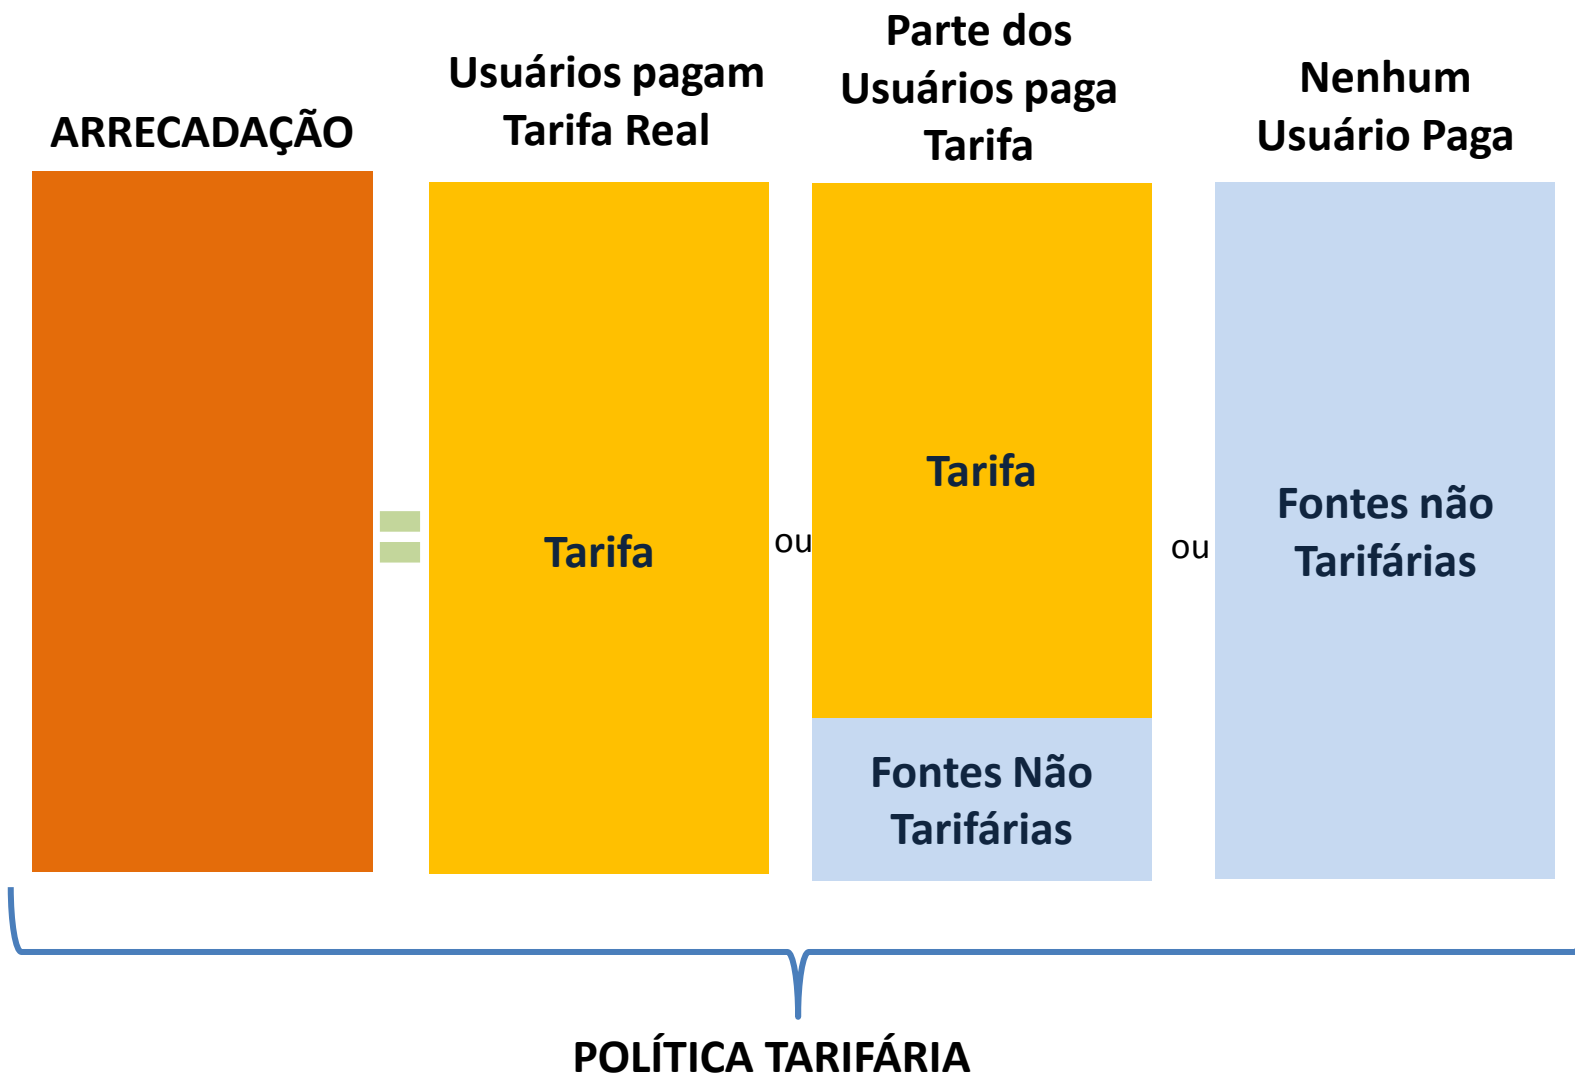 ARRECADAÇÃO
Usuários pagam
Tarifa Real
Parte dos
Usuários paga
Tarifa
Nenhum
Usuário Paga
Tarifa
ou
Tarifa
Fontes Não
Tarifárias
ou
Fontes não
Tarifárias
POLÍTICA TARIFÁRIA